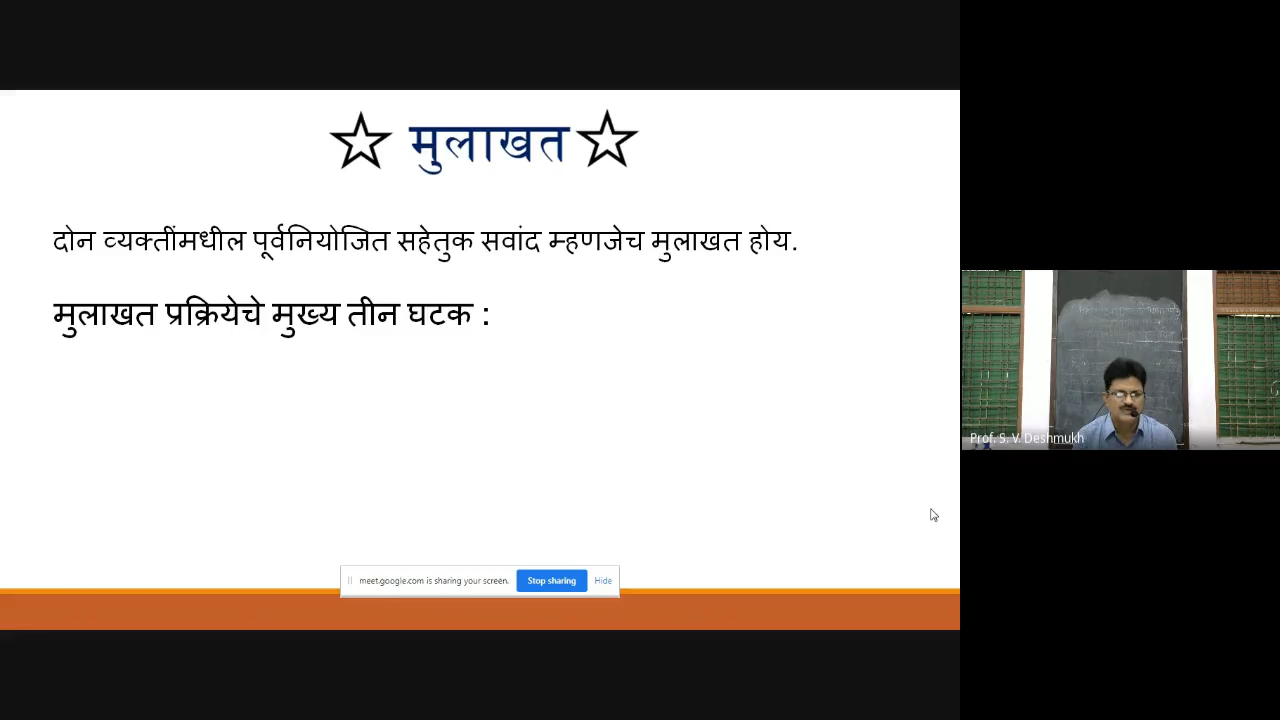 मुलाखत
दोन व्यक्तींमधील पूर्वनियोजित सहेतुक सवांद म्हणजेच मुलाखत होय.
मुलाखत प्रक्रियेचे मुख्य तीन घटक :
meet.google.com is sharing your screen. Stop sharing Hide
Prof. S. V. Deshmukh